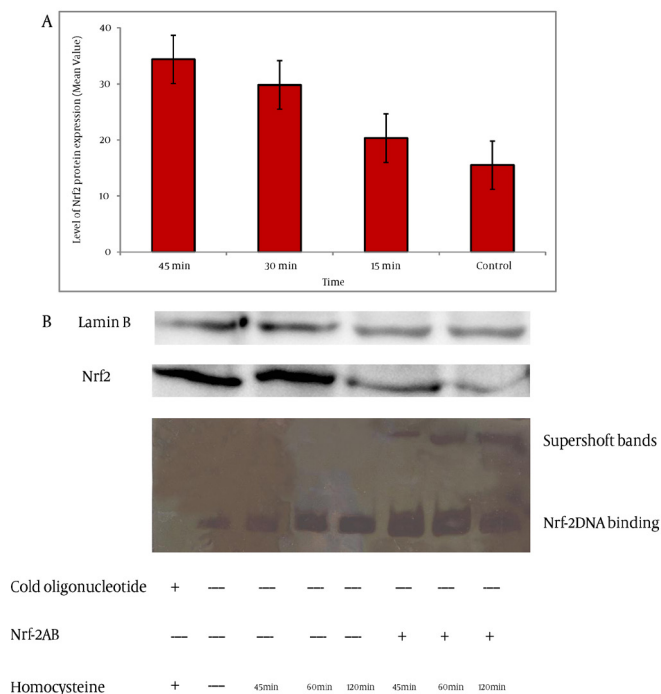 A
Level of Nrf2 protein expression (Mean Value)
40
30
20
10
0
45 min 30 min 15 min Control
Time
B
Lamin B
Nrf2
Supershoft bands
Nrf-2DNA binding
Cold oligonucleotide + — — — — — — —
Nrf-2AB — — — — — + + +
Homocysteine + — 45min 60min 120min 45min 60min 120min